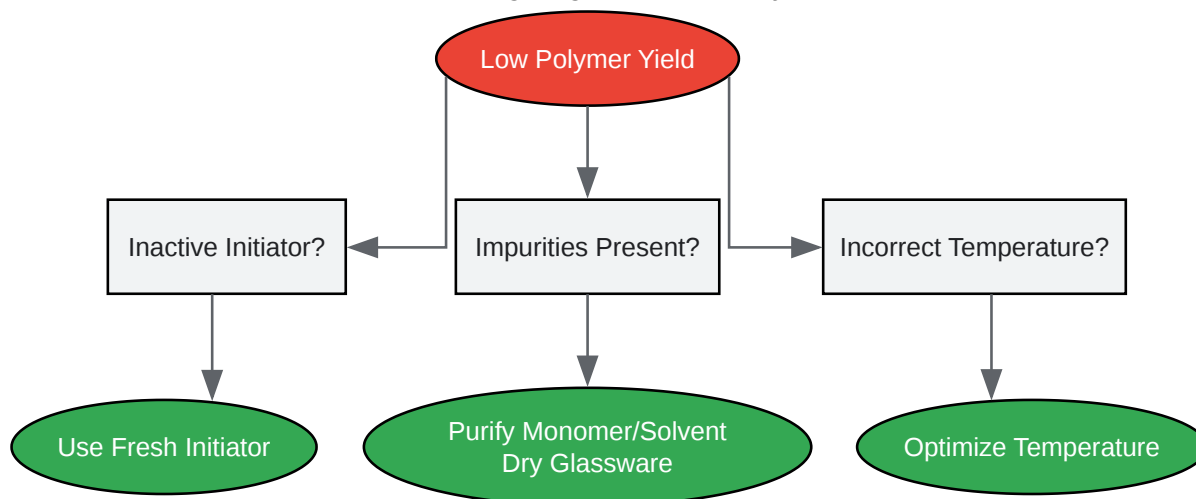 Low Polymer Yield
Inactive Initiator?
Impurities Present?
Incorrect Temperature?
Use Fresh Initiator
Purify Monomer/Solvent
Dry Glassware
Optimize Temperature